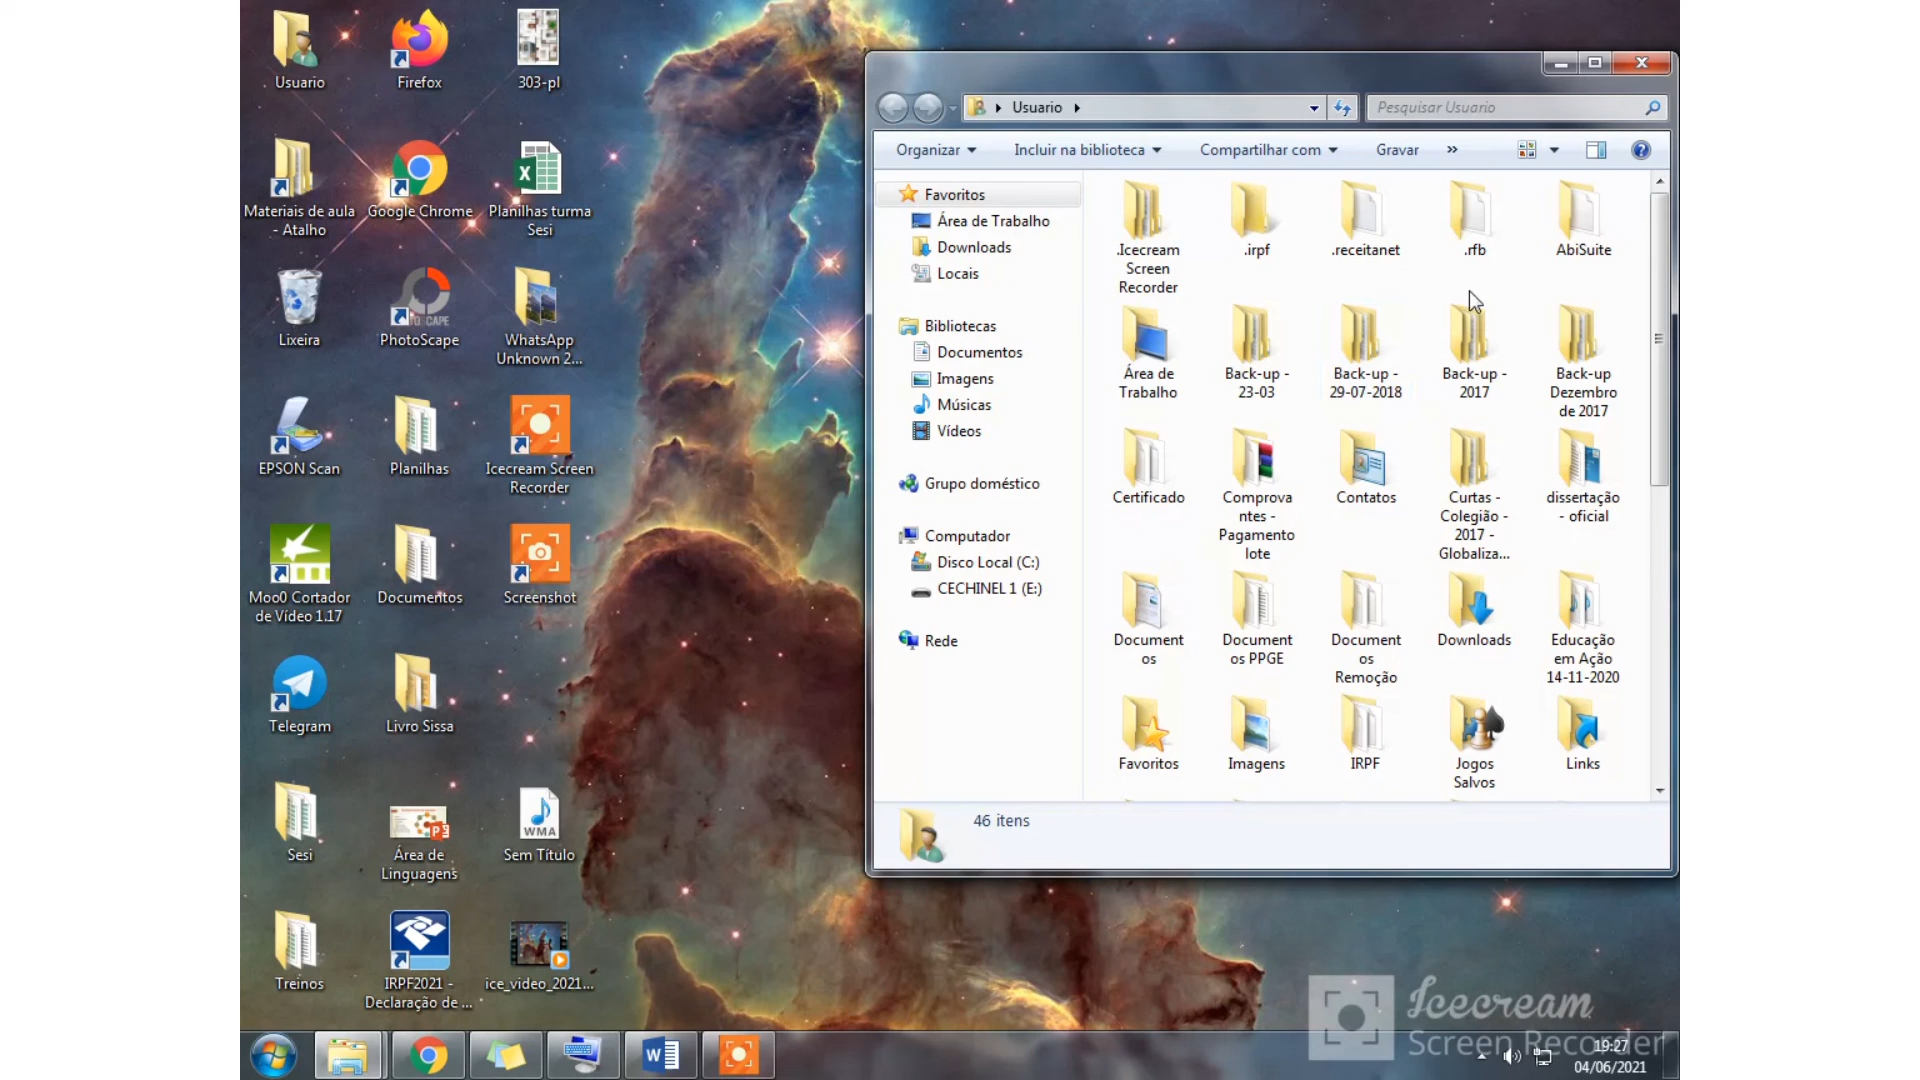 Usuario
Firefox
303-pl
Materiais de aula
- Atalho
Google Chrome
Planilhas turma
Sesi
Lixeira
PhotoScape
WhatsApp
Unknown 2...
EPSON Scan
Planilhas
Icecream Screen
Recorder
Moo0 Cortador
de Vídeo 1.17
Documentos
Screenshot
Telegram
Livro Sissa
Sesi
Área de
Linguagens
WMA
Sem Título
Treinos
IRPF2021 -
Declaração de ...
ice_video_2021...
Usuario
Pesquisar Usuario
Organizar
Incluir na biblioteca
Compartilhar com
Gravar
»
Favoritos
Área de Trabalho
Downloads
Locais
Bibliotecas
Documentos
Imagens
Músicas
Vídeos
Grupo doméstico
Computador
Disco Local (C:)
CECHINEL 1 (E:)
Rede
.Icecream
Screen
Recorder
.irpf
.receitanet
.rfb
AbiSuite
Área de
Trabalho
Back-up -
23-03
Back-up -
29-07-2018
Back-up -
2017
Back-up
Dezembro
de 2017
Certificado
Comprova
ntes -
Pagamento
lote
Contatos
Curtas -
Colegião -
2017 -
Globaliza...
dissertação
- oficial
Document
os
Document
os PPGE
Document
os
Remoção
Downloads
Educação
em Ação
14-11-2020
Favoritos
Imagens
IRPF
Jogos
Salvos
Links
46 itens
Icecream
Screen Recorder
19:27
04/06/2021